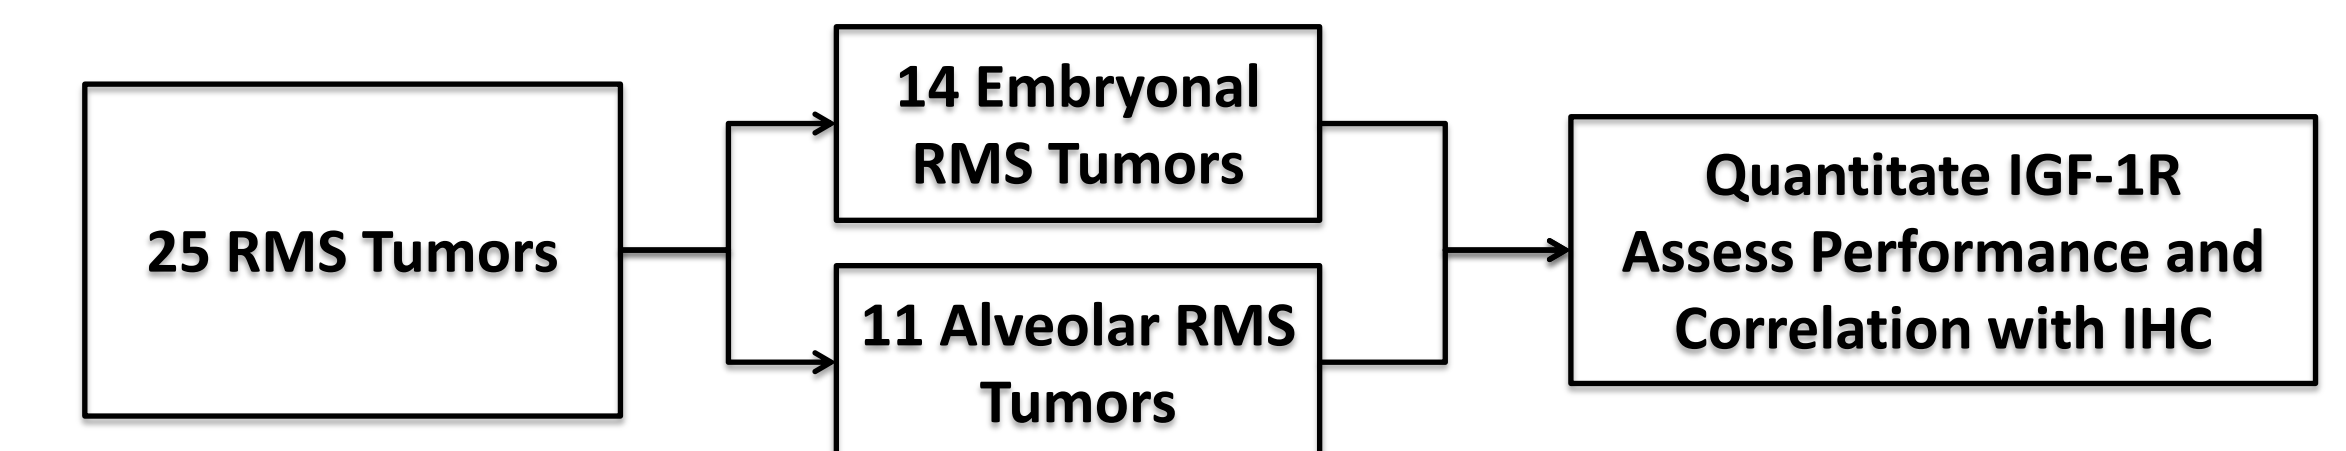 25 RMS Tumors
14 Embryonal
RMS Tumors
11 Alveolar RMS
Tumors
Quantitate IGF-1R
Assess Performance and
Correlation with IHC